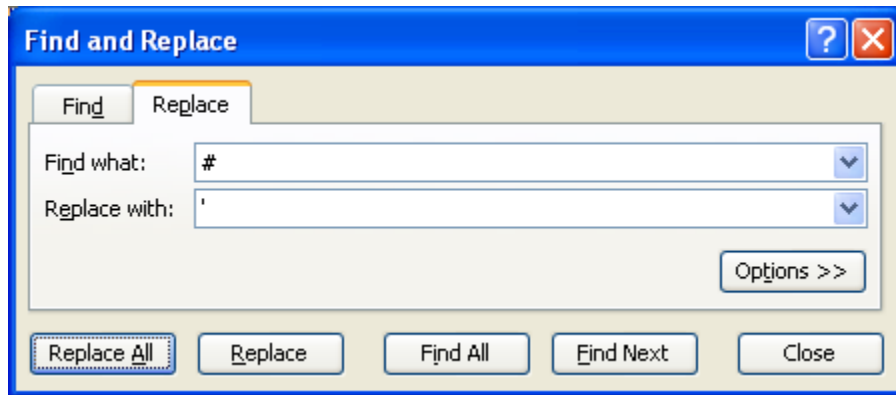 Find and Replace
Find Replace
Find what: #
Replace with: '
Options >>
Replace All Replace Find All Find Next Close